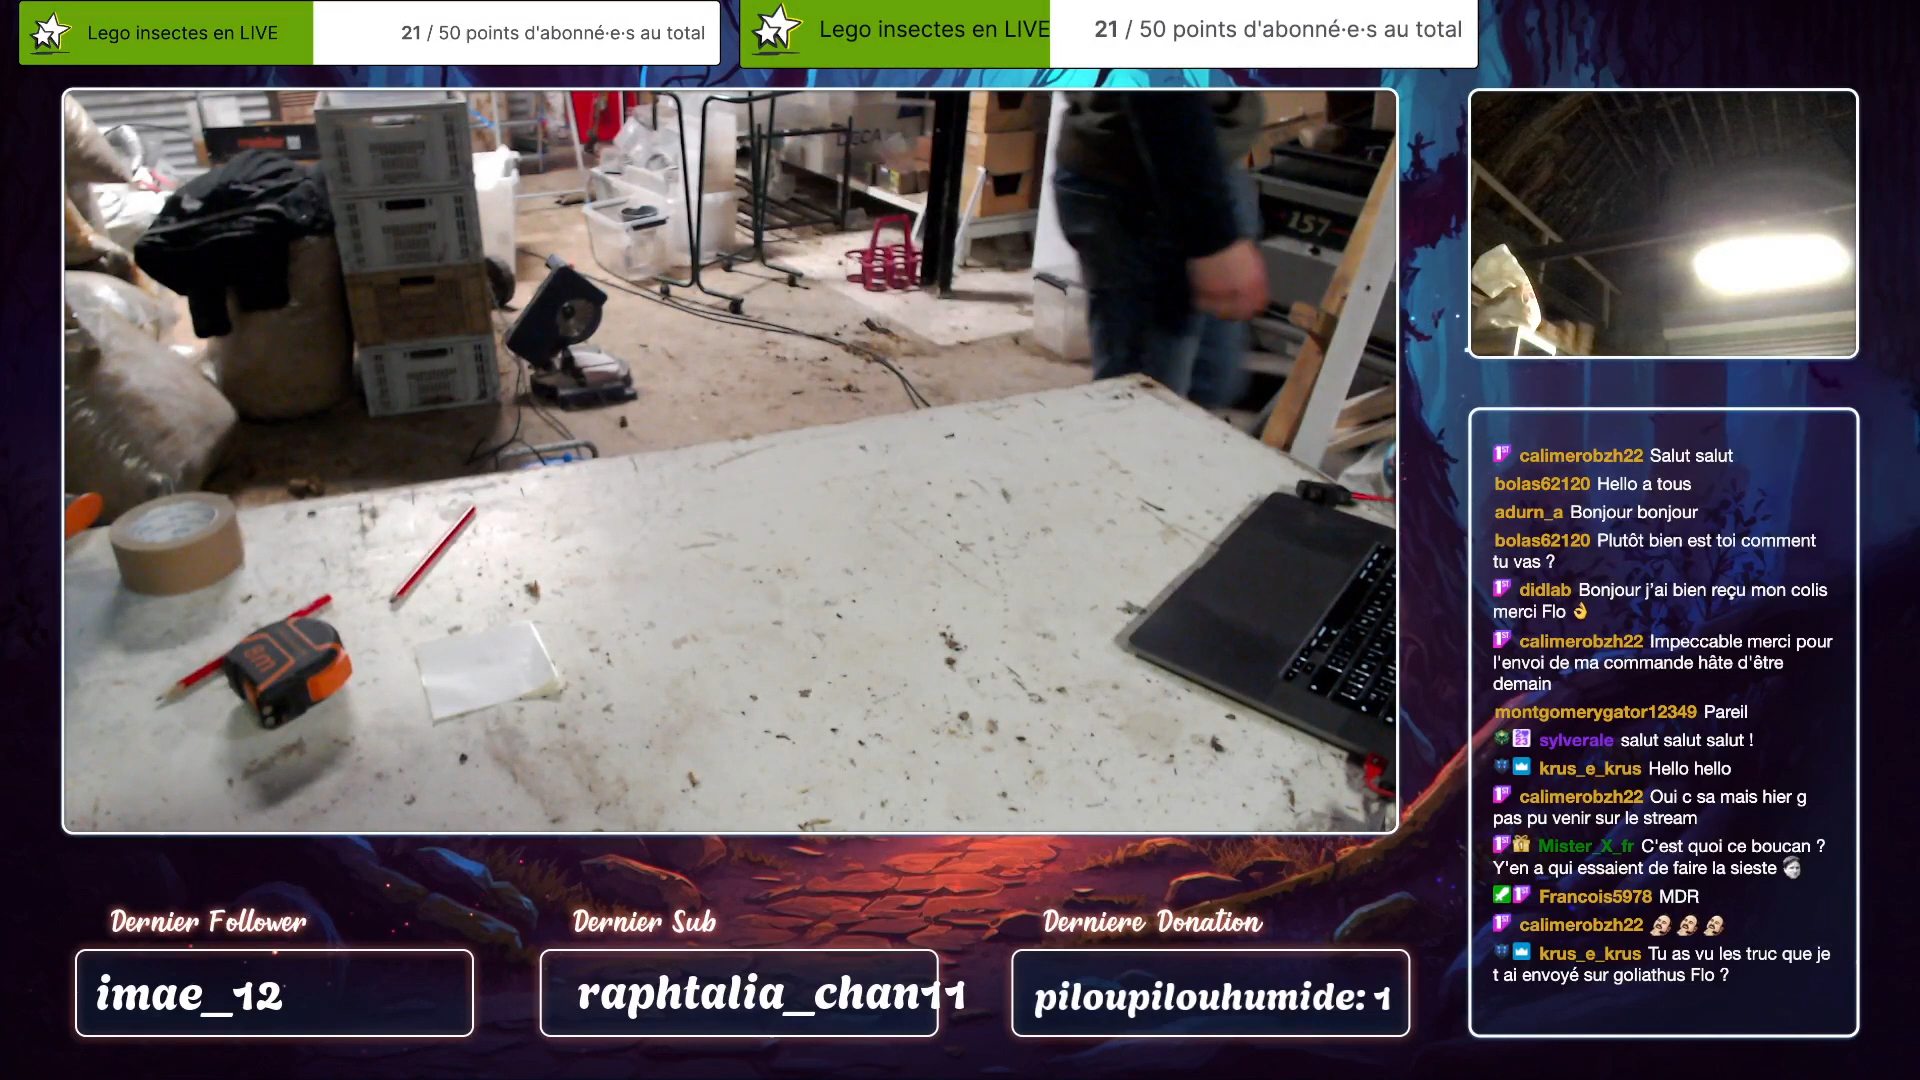 Lego insectes en LIVE
21 / 50 points d'abonné·e·s au total
Lego insectes en LIVE
21 / 50 points d'abonné·e·s au total
157
8m
calimerobzh22 Salut salut
bolas62120 Hello a tous
adurn_a Bonjour bonjour
bolas62120 Plutôt bien est toi comment
tu vas ?
didlab Bonjour j'ai bien reçu mon colis
merci Flo 👌
calimerobzh22 Impeccable merci pour
l'envoi de ma commande hâte d'être
demain
montgomerygator12349 Pareil
sylverale salut salut salut !
krus_e_krus Hello hello
calimerobzh22 Oui c sa mais hier g
pas pu venir sur le stream
Mister_X_fr C'est quoi ce boucan ?
Y'en a qui essaient de faire la sieste
Francois5978 MDR
calimerobzh22
krus_e_krus Tu as vu les truc que je
t ai envoyé sur goliathus Flo ?
Dernier Follower
imae_12
Dernier Sub
raphtalia_chan11
Derniere Donation
piloupilouhumide: 1